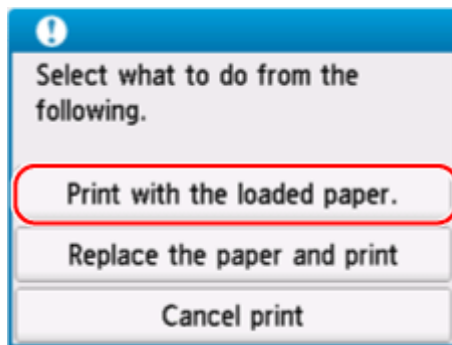 Select what to do from the
following.
Print with the loaded paper.
Replace the paper and print
Cancel print